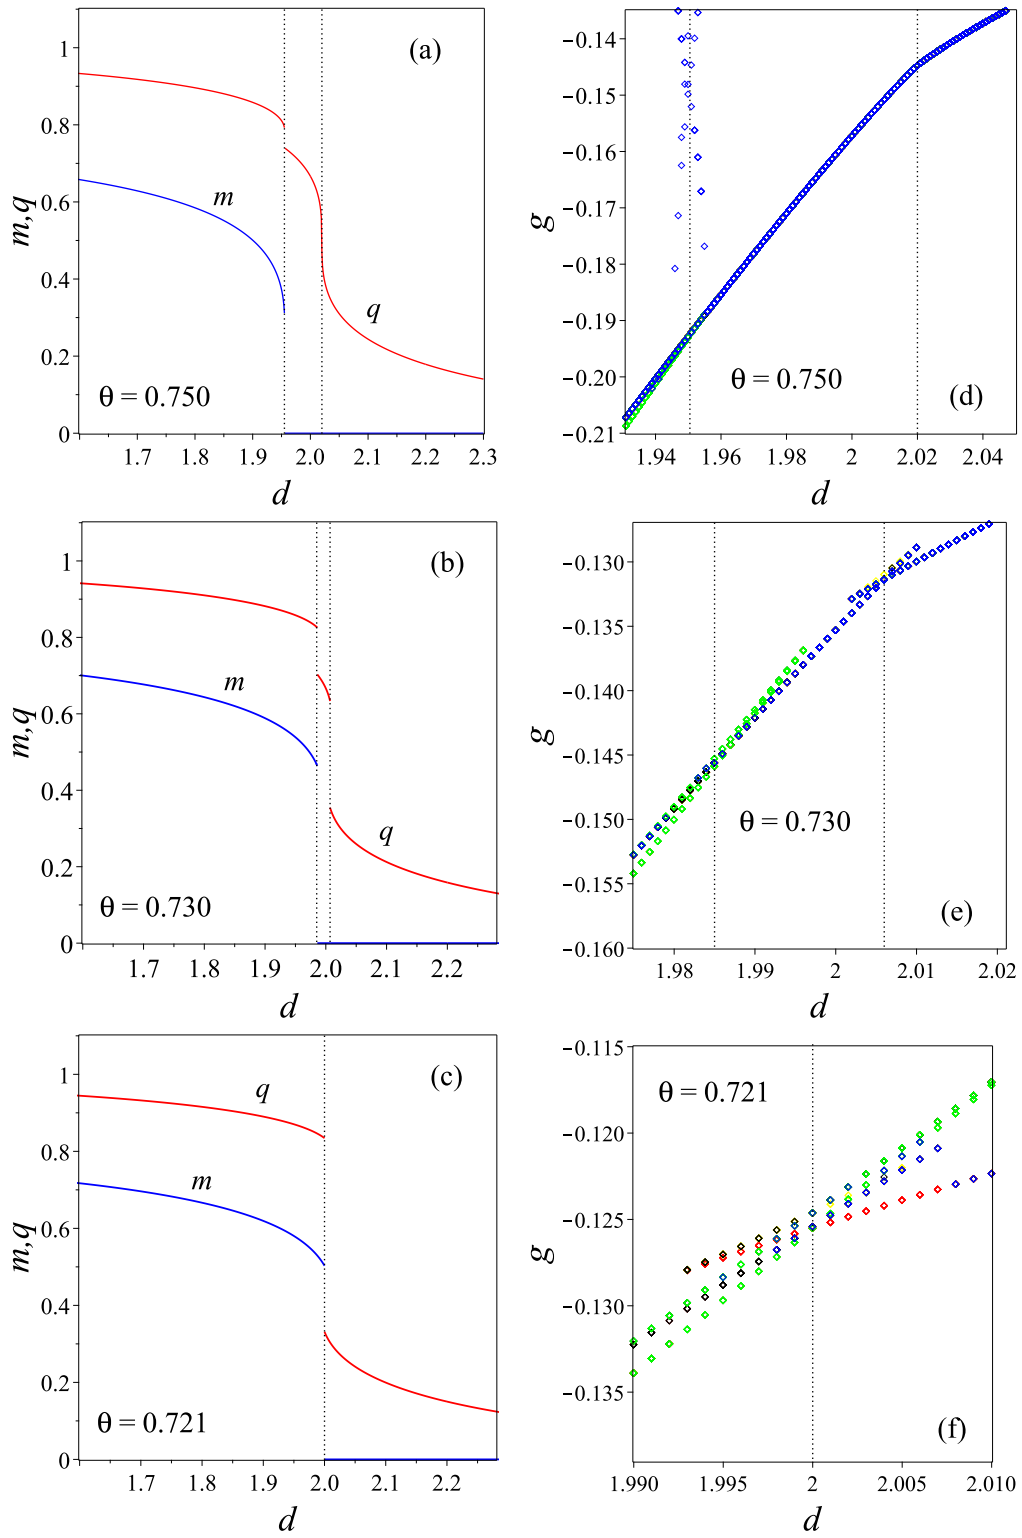 (a)
1
0.8
0.6
0.4
0.2
0
m,q
m
q
θ = 0.750
1.7 1.8 1.9 2.0 2.1 2.2 2.3
d
(d)
−0.14
−0.15
−0.16
−0.17
−0.18
−0.19
−0.20
−0.21
g
θ = 0.750
1.94 1.96 1.98 2 2.02 2.04
d
(b)
1
0.8
0.6
0.4
0.2
0
m,q
m
q
θ = 0.730
1.7 1.8 1.9 2.0 2.1 2.2
d
(e)
−0.130
−0.135
−0.140
−0.145
−0.150
−0.155
−0.160
g
θ = 0.730
1.98 1.99 2 2.01 2.02
d
(c)
1
0.8
0.6
0.4
0.2
0
m,q
q
m
θ = 0.721
1.7 1.8 1.9 2.0 2.1 2.2
d
(f)
−0.115
−0.120
−0.125
−0.130
−0.135
g
θ = 0.721
1.990 1.995 2 2.005 2.010
d